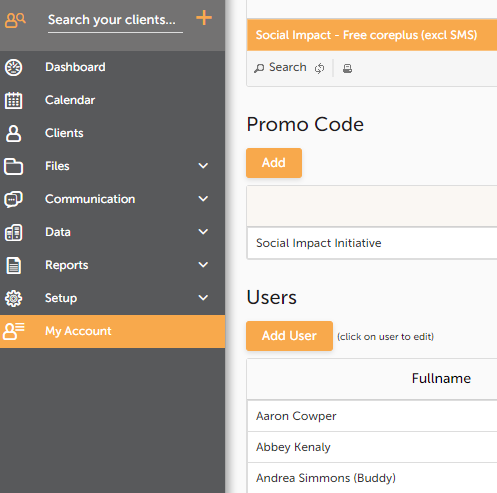 Search your clients...
Dashboard
Calendar
Clients
Files
Communication
Data
Reports
Setup
My Account
Social Impact - Free coreplus (excl SMS)
Search
Promo Code
Add
Social Impact Initiative
Users
Add User (click on user to edit)
Fullname
Aaron Cowper
Abbey Kenaly
Andrea Simmons (Buddy)